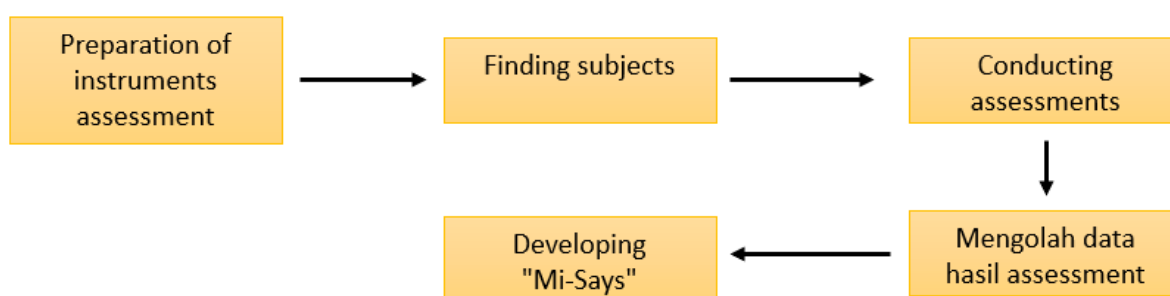 Preparation of
instruments
assessment
Finding subjects
Conducting
assessments
Mengolah data
hasil assessment
Developing
"Mi-Says"